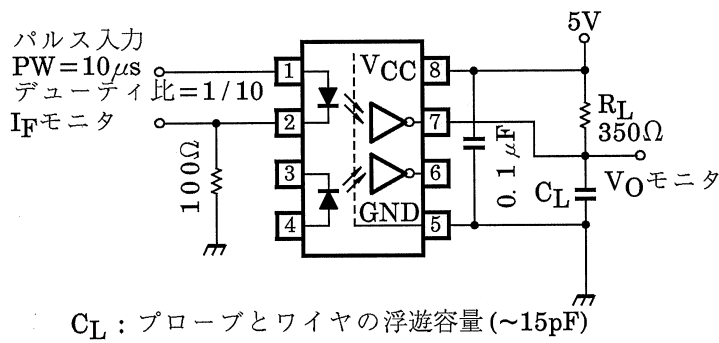 パルス入力
PW=10μs
デューティ比=1/10
IFモニタ
100Ω
1
2
3
4
VCC
GND
8
7
6
5
0.1μF
5V
RL
350Ω
CL
VOモニタ
CL : プローブとワイヤの浮遊容量(~15pF)